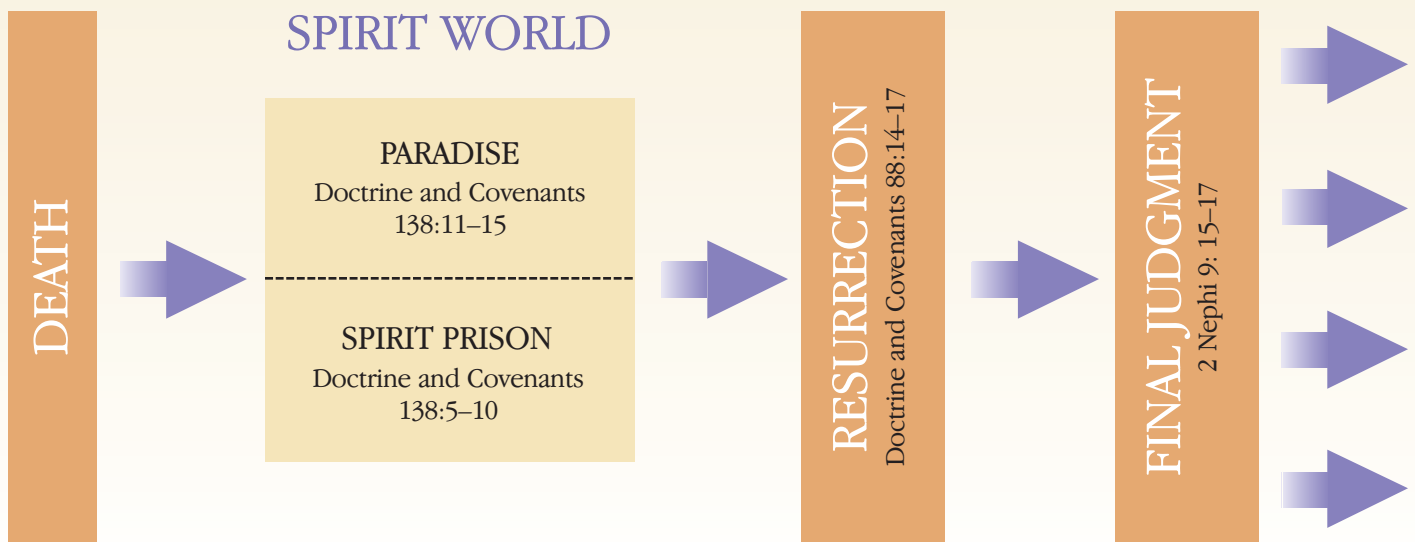 DEATH
SPIRIT WORLD
PARADISE
Doctrine and Covenants
138:11–15
SPIRIT PRISON
Doctrine and Covenants
138:5–10
RESURRECTION
Doctrine and Covenants 88:14–17
FINAL JUDGMENT
2 Nephi 9: 15–17